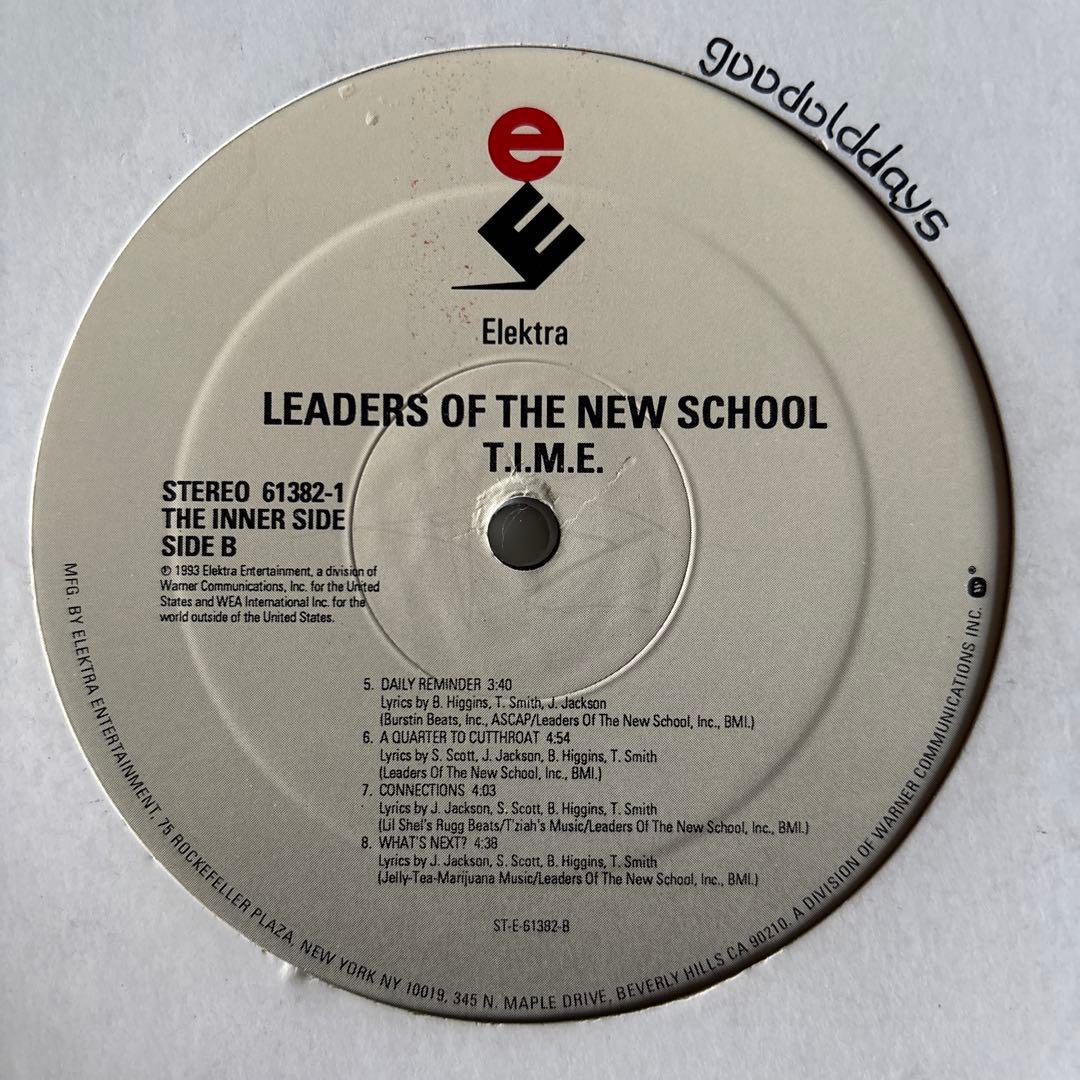 goodolddays
e
E
Elektra
LEADERS OF THE NEW SCHOOL
T.I.M.E.
STEREO 61382-1
THE INNER SIDE
SIDE B
℗ 1993 Elektra Entertainment, a division of
Warner Communications, Inc. for the United
States and WEA International Inc. for the
world outside of the United States.
5. DAILY REMINDER 3:40
Lyrics by B. Higgins, T. Smith, J. Jackson
(Burstin Beats, Inc., ASCAP/Leaders Of The New School, Inc., BMI.)
6. A QUARTER TO CUTTHROAT 4:54
Lyrics by S. Scott, J. Jackson, B. Higgins, T. Smith
(Leaders Of The New School, Inc., BMI.)
7. CONNECTIONS 4:03
Lyrics by J. Jackson, S. Scott, B. Higgins, T. Smith
(Lil Shel's Rugg Beats/T'ziah's Music/Leaders Of The New School, Inc., BMI.)
8. WHAT'S NEXT? 4:38
Lyrics by J. Jackson, S. Scott, B. Higgins, T. Smith
(Jelly-Tea-Marijuana Music/Leaders Of The New School, Inc., BMI.)
ST-E-61382-B
MFG. BY ELEKTRA ENTERTAINMENT, 75 ROCKEFELLER PLAZA, NEW YORK NY 10019, 345 N. MAPLE DRIVE, BEVERLY HILLS CA 90210. A DIVISION OF WARNER COMMUNICATIONS INC. ®